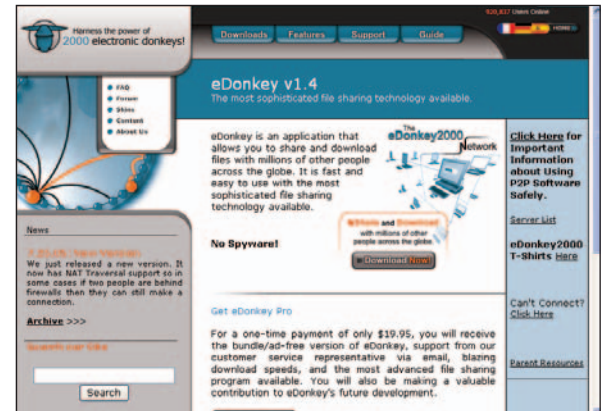 Harness the power of
2000 electronic donkeys!
Users Online
Downloads
Features
Support
Guide
HOME
FAQ
Forum
Skins
Contact
About Us
eDonkey v1.4
The most sophisticated file sharing technology available.
eDonkey is an application that
allows you to share and download
files with millions of other people
across the globe. It is fast and
easy to use with the most
sophisticated file sharing
technology available.
No Spyware!
The
eDonkey2000
Network
Share and Download
with millions of other
people across the globe
Download Now!
Click Here for
Important
Information
about Using
P2P Software
Safely.
Server List
eDonkey2000
T-Shirts Here
Can't Connect?
Click Here
Parent Resources
News
We just released a new version. It
now has NAT Traversal support so in
some cases if two people are behind
firewalls then they can still make a
connection.
Archive >>>
Search
Get eDonkey Pro
For a one-time payment of only $19.95, you will receive
the bundle/ad-free version of eDonkey, support from our
customer service representative via email, blazing
download speeds, and the most advanced file sharing
program available. You will also be making a valuable
contribution to eDonkey's future development.